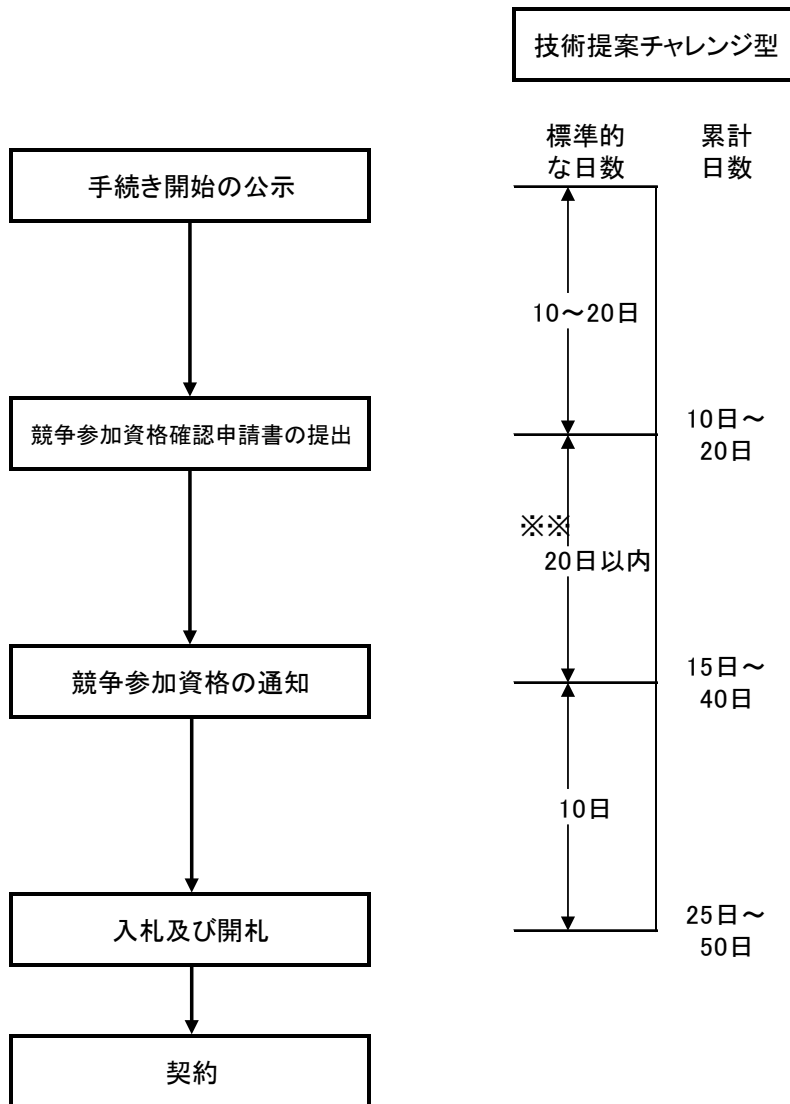 技術提案チャレンジ型
標準的
な日数
累計
日数
手続き開始の公示
10～20日
競争参加資格確認申請書の提出
10日～
20日
※※
20日以内
競争参加資格の通知
15日～
40日
10日
入札及び開札
25日～
50日
契約